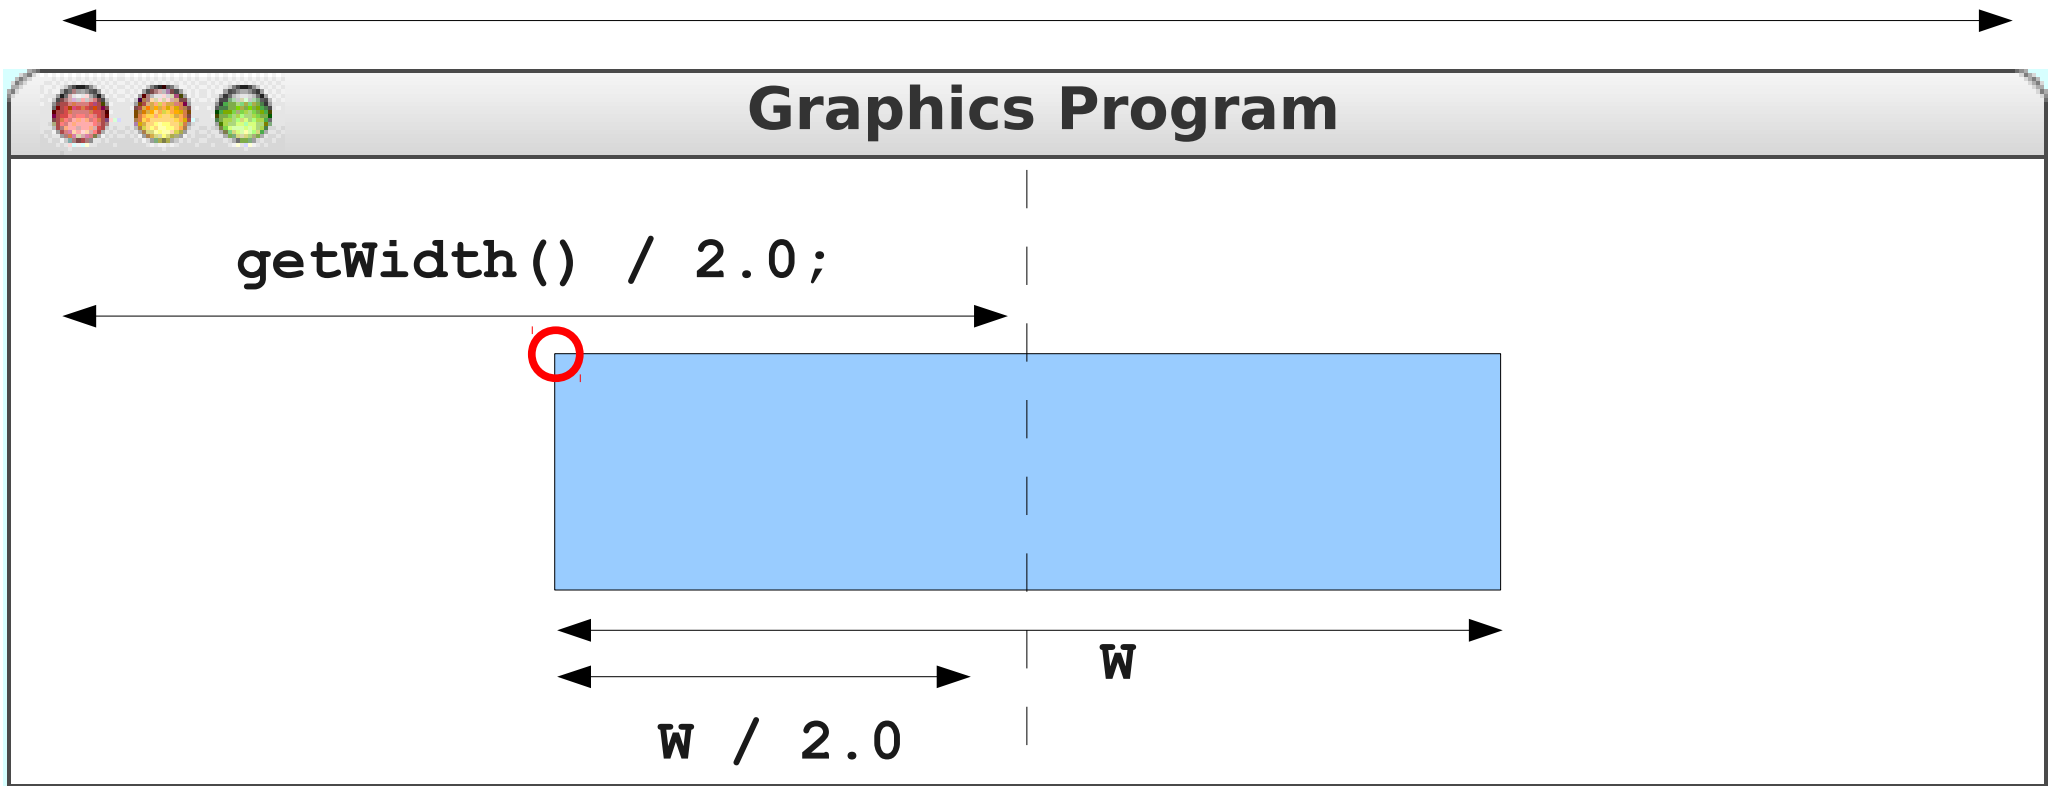 Graphics Program
getWidth() / 2.0;
W
W / 2.0